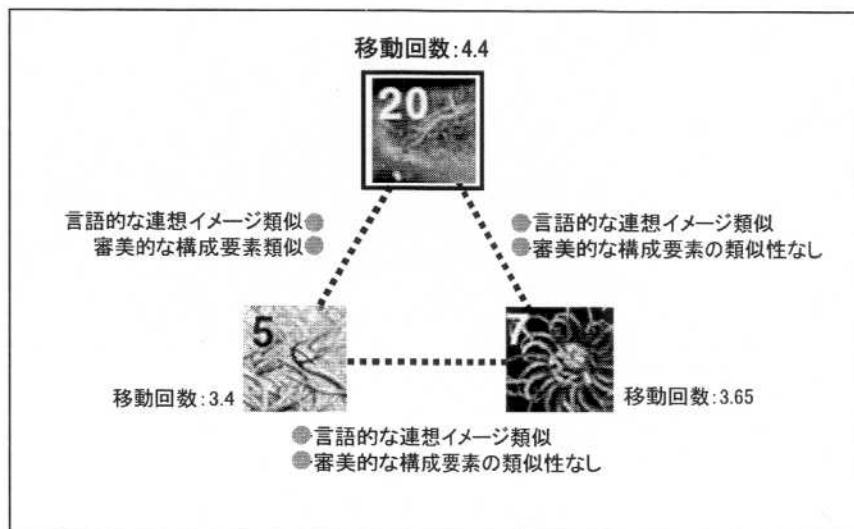 移動回数:4.4
20
言語的な連想イメージ類似
審美的な構成要素類似
言語的な連想イメージ類似
審美的な構成要素の類似性なし
5
7
移動回数:3.4
移動回数:3.65
言語的な連想イメージ類似
審美的な構成要素の類似性なし